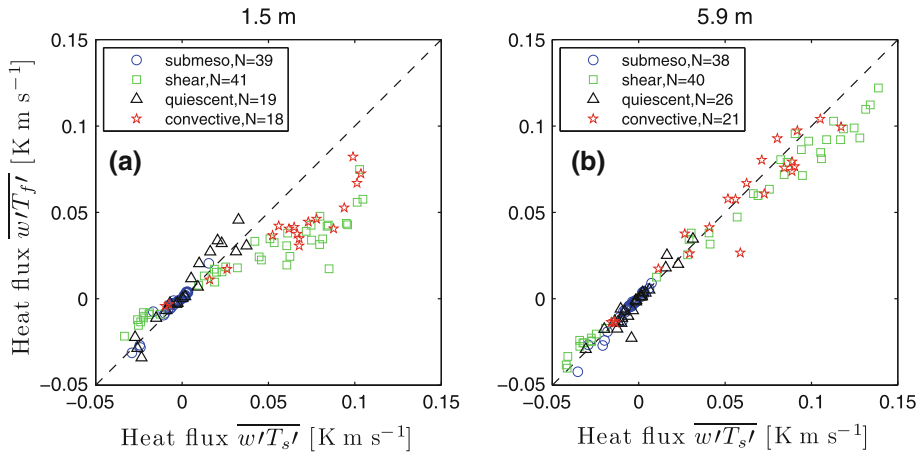 1.5 m
5.9 m
0.15
0.1
0.05
0
−0.05
−0.05
0
0.05
0.1
0.15
submeso,N=39
shear,N=41
quiescent,N=19
convective,N=18
(a)
Heat flux w′T_f′ [K m s⁻¹]
Heat flux w′T_s′ [K m s⁻¹]
0.15
0.1
0.05
0
−0.05
−0.05
0
0.05
0.1
0.15
submeso,N=38
shear,N=40
quiescent,N=26
convective,N=21
(b)
Heat flux w′T_s′ [K m s⁻¹]